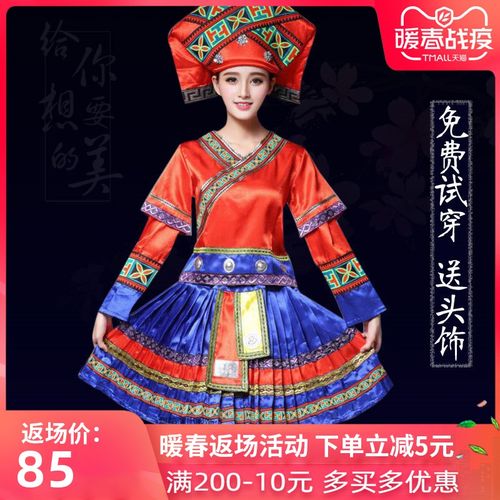 暖春战疫
TMALL天猫
给你
想要
的美
免费试穿 送头饰
返场价：
85
暖春返场活动 下单立减5元
满200-10元 多买多多优惠